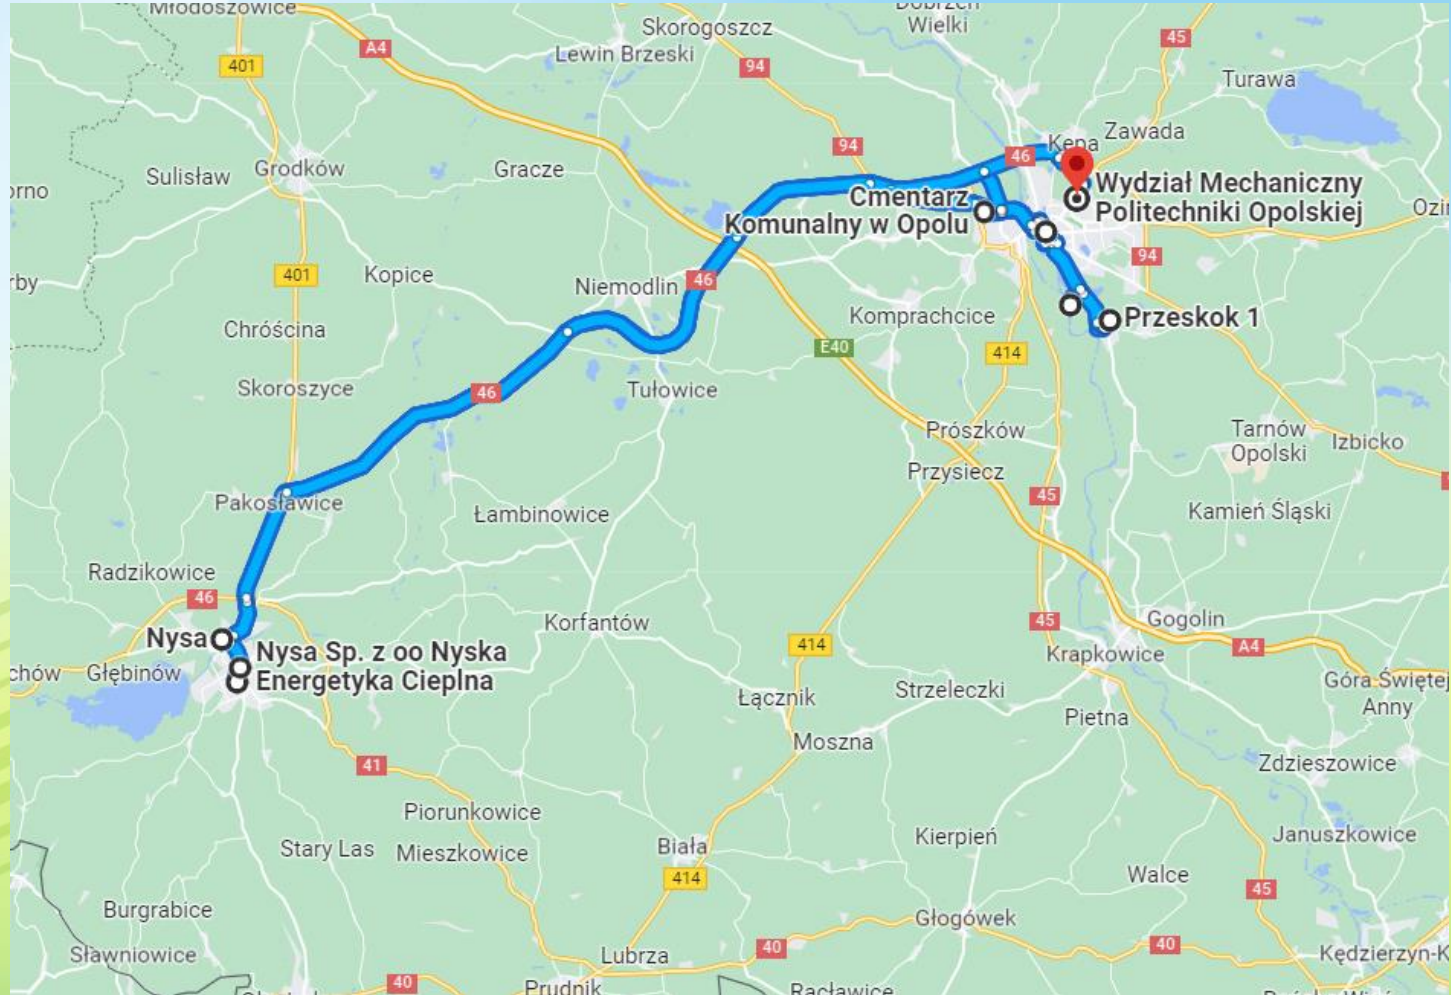 Młodoszowice
Dobrzeń
Wielki
Skorogoszcz
45
A4
Lewin Brzeski
401
94
Turawa
Zawada
Kępa
94
46
Grodków
Gracze
Sulisław
Wydział Mechaniczny
Politechniki Opolskiej
Cmentarz
Komunalny w Opolu
94
401
Kopice
46
Niemodlin
Komprachcice
Przeskok 1
Chróścina
E40
414
Skoroszyce
46
Tułowice
Prószków
Tarnów
Opolski
Izbicko
Przysiecz
Pakosławice
45
Łambinowice
Kamień Śląski
Radzikowice
46
Korfantów
45
Gogolin
Nysa
414
A4
Nysa Sp. z oo Nyska
Energetyka Cieplna
Krapkowice
Głębinów
Łącznik
Strzeleczki
Góra Świętej
Anny
Pietna
Moszna
41
Zdzieszowice
Piorunkowice
Kierpień
Januszkowice
Stary Las
Mieszkowice
Biała
414
Walce
45
Burgrabice
Głogówek
Sławniowice
Lubrza
40
40
Kędzierzyn-K
40
Prudnik
Racławice